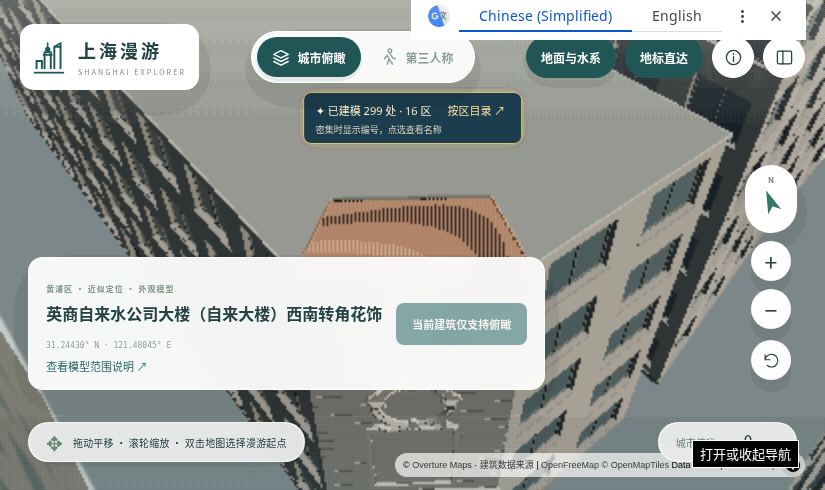 Chinese (Simplified)
English
上海漫游
SHANGHAI EXPLORER
城市俯瞰
第三人称
地面与水系
地标直达
✦ 已建模 299 处 · 16 区 按区目录 ↗
密集时显示编号，点选查看名称
N
黄浦区 · 近似定位 · 外观模型
英商自来水公司大楼（自来大楼）西南转角花饰
当前建筑仅支持俯瞰
31.24430° N · 121.48045° E
查看模型范围说明 ↗
拖动平移 · 滚轮缩放 · 双击地图选择漫游起点
打开或收起导航
© Overture Maps · 建筑数据来源 | OpenFreeMap © OpenMapTiles Data